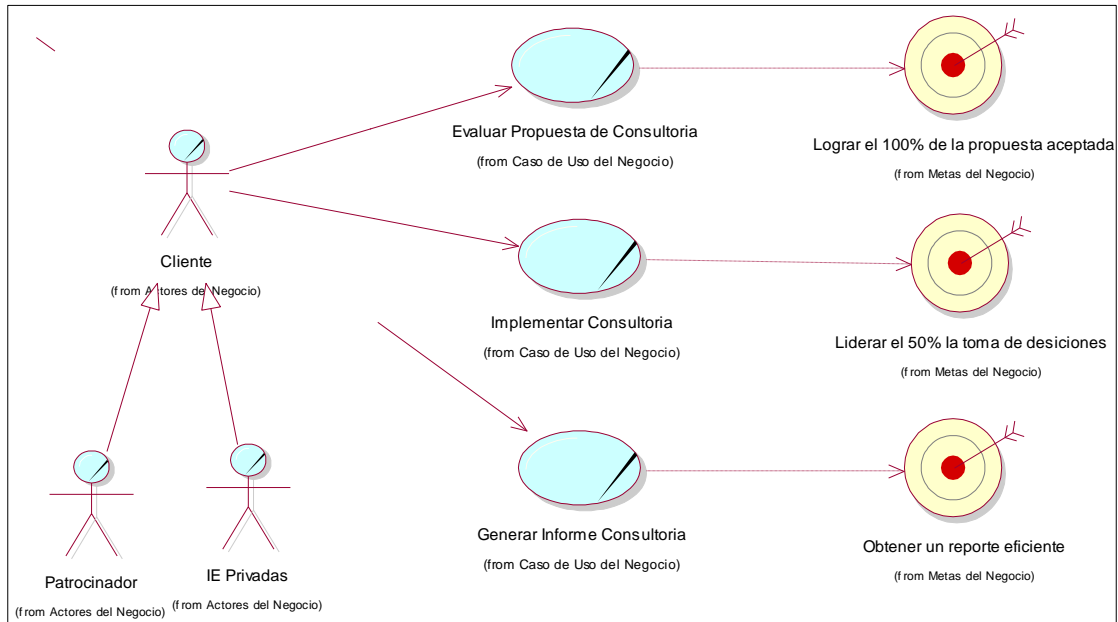 Evaluar Propuesta de Consultoria
(from Caso de Uso del Negocio)
Lograr el 100% de la propuesta aceptada
(from Metas del Negocio)
Cliente
(from Actores del Negocio)
Implementar Consultoria
(from Caso de Uso del Negocio)
Liderar el 50% la toma de desiciones
(from Metas del Negocio)
Generar Informe Consultoria
(from Caso de Uso del Negocio)
Obtener un reporte eficiente
(from Metas del Negocio)
Patrocinador
(from Actores del Negocio)
IE Privadas
(from Actores del Negocio)